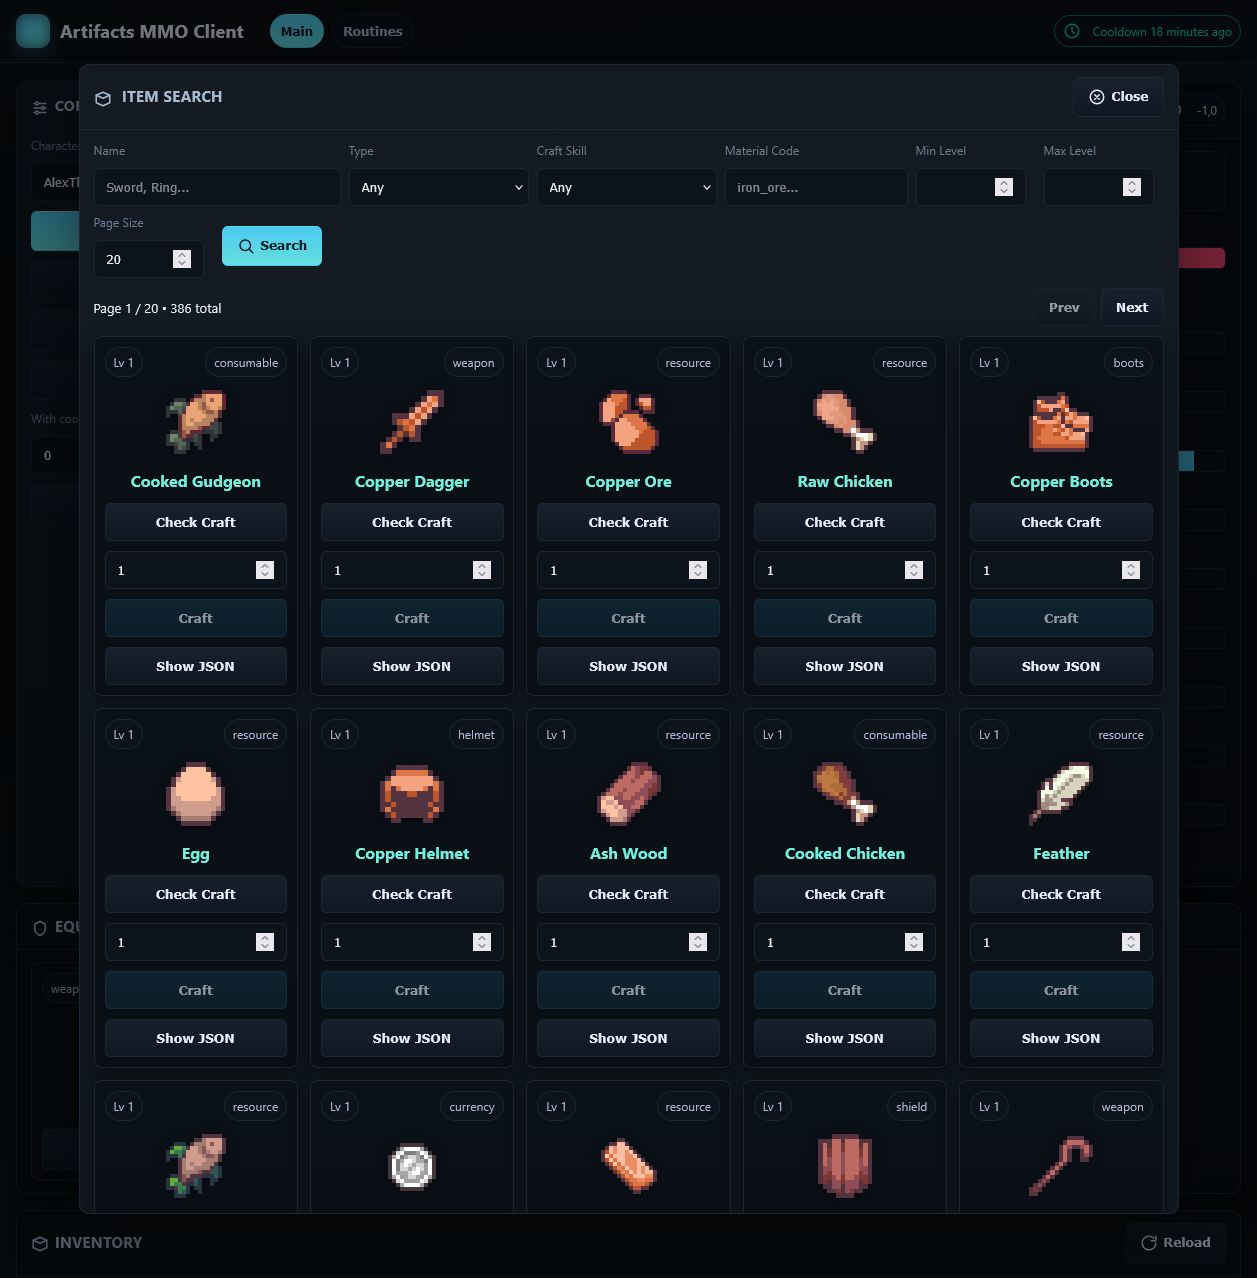 Artifacts MMO Client
Main
Routines
Cooldown 18 minutes ago
ITEM SEARCH
Close
-1,0
Name
Type
Craft Skill
Material Code
Min Level
Max Level
Sword, Ring...
Any
Any
iron_ore...
Page Size
20
Search
Page 1 / 20 • 386 total
Prev
Next
Lv 1
consumable
Lv 1
weapon
Lv 1
resource
Lv 1
resource
Lv 1
boots
Cooked Gudgeon
Copper Dagger
Copper Ore
Raw Chicken
Copper Boots
Check Craft
Check Craft
Check Craft
Check Craft
Check Craft
1
1
1
1
1
Craft
Craft
Craft
Craft
Craft
Show JSON
Show JSON
Show JSON
Show JSON
Show JSON
Lv 1
resource
Lv 1
helmet
Lv 1
resource
Lv 1
consumable
Lv 1
resource
Egg
Copper Helmet
Ash Wood
Cooked Chicken
Feather
Check Craft
Check Craft
Check Craft
Check Craft
Check Craft
1
1
1
1
1
Craft
Craft
Craft
Craft
Craft
Show JSON
Show JSON
Show JSON
Show JSON
Show JSON
Lv 1
resource
Lv 1
currency
Lv 1
resource
Lv 1
shield
Lv 1
weapon
CO
Characte
AlexTh
With coo
0
EQU
weap
INVENTORY
Reload